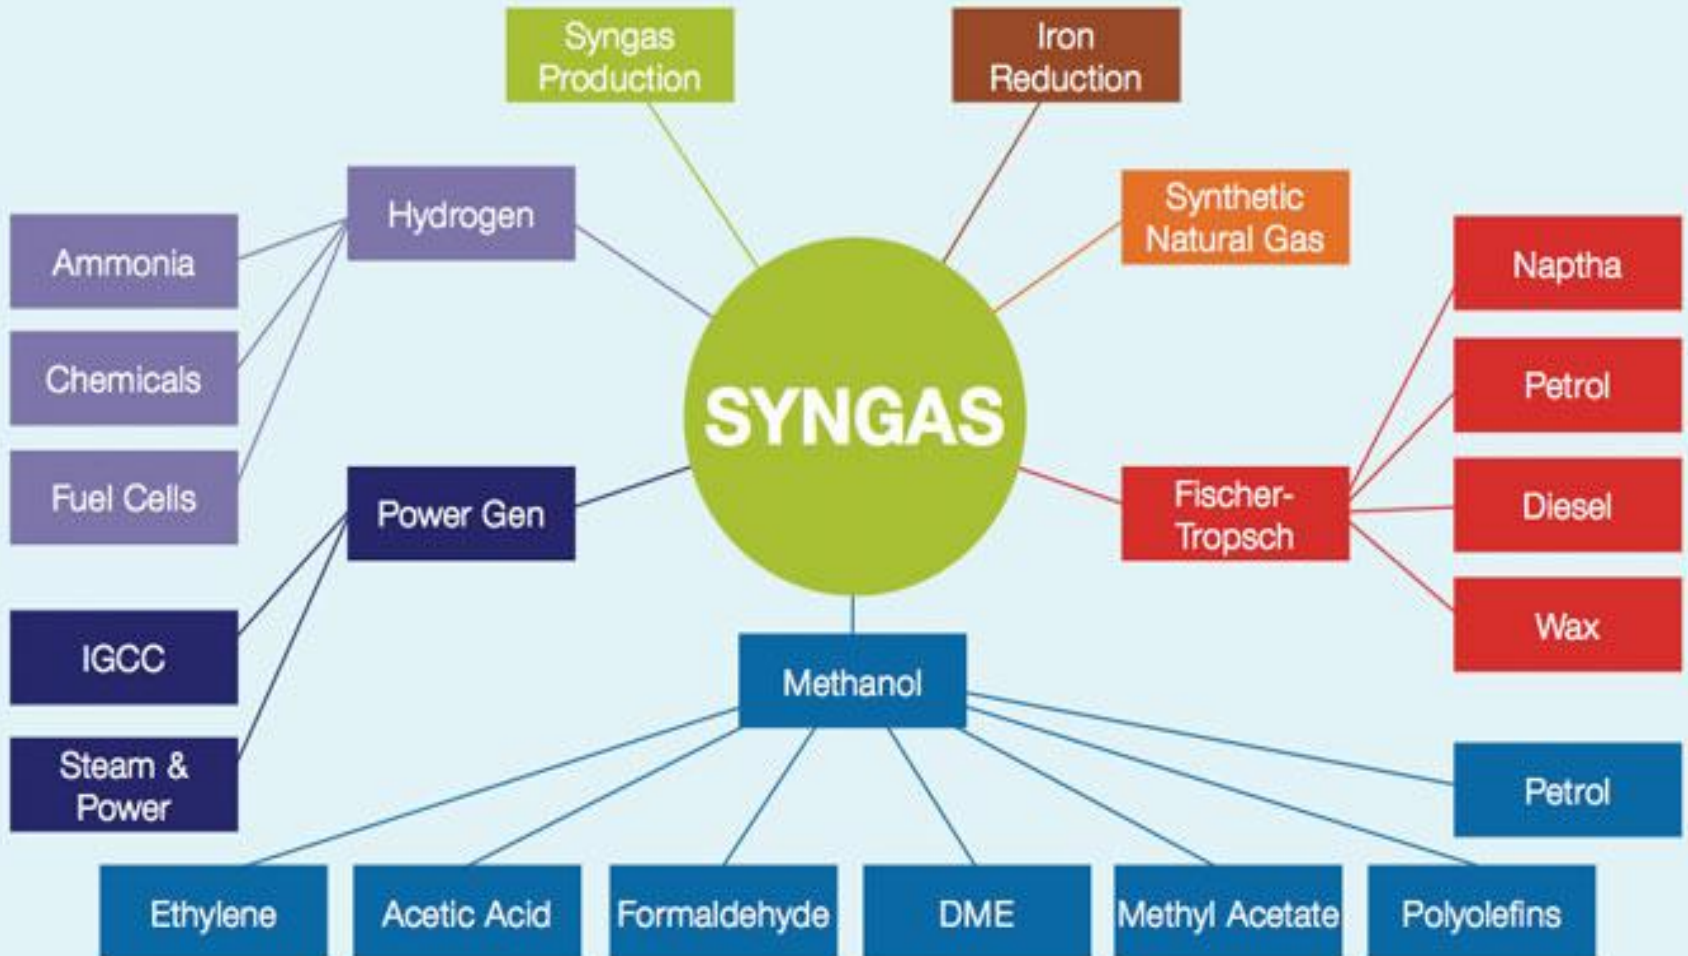 Syngas
Production
Iron
Reduction
Hydrogen
Synthetic
Natural Gas
Ammonia
Naptha
Chemicals
Petrol
SYNGAS
Fuel Cells
Power Gen
Fischer-
Tropsch
Diesel
IGCC
Wax
Methanol
Steam &
Power
Petrol
Ethylene
Acetic Acid
Formaldehyde
DME
Methyl Acetate
Polyolefins